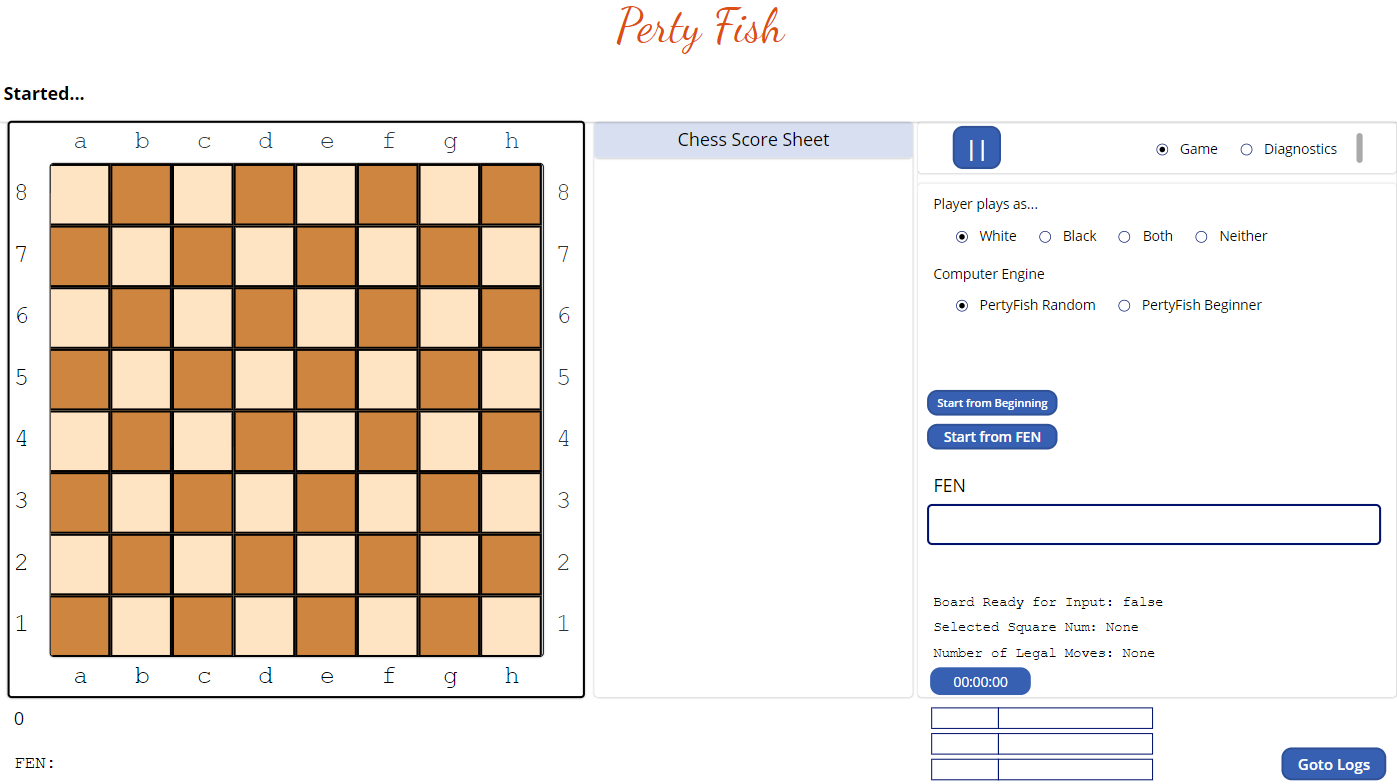 Perty Fish
Started...
a b c d e f g h
8 8
7 7
6 6
5 5
4 4
3 3
2 2
1 1
a b c d e f g h
0
FEN:
Chess Score Sheet
||
Game Diagnostics
Player plays as...
White Black Both Neither
Computer Engine
PertyFish Random PertyFish Beginner
Start from Beginning
Start from FEN
FEN
Board Ready for Input: false
Selected Square Num: None
Number of Legal Moves: None
00:00:00
Goto Logs